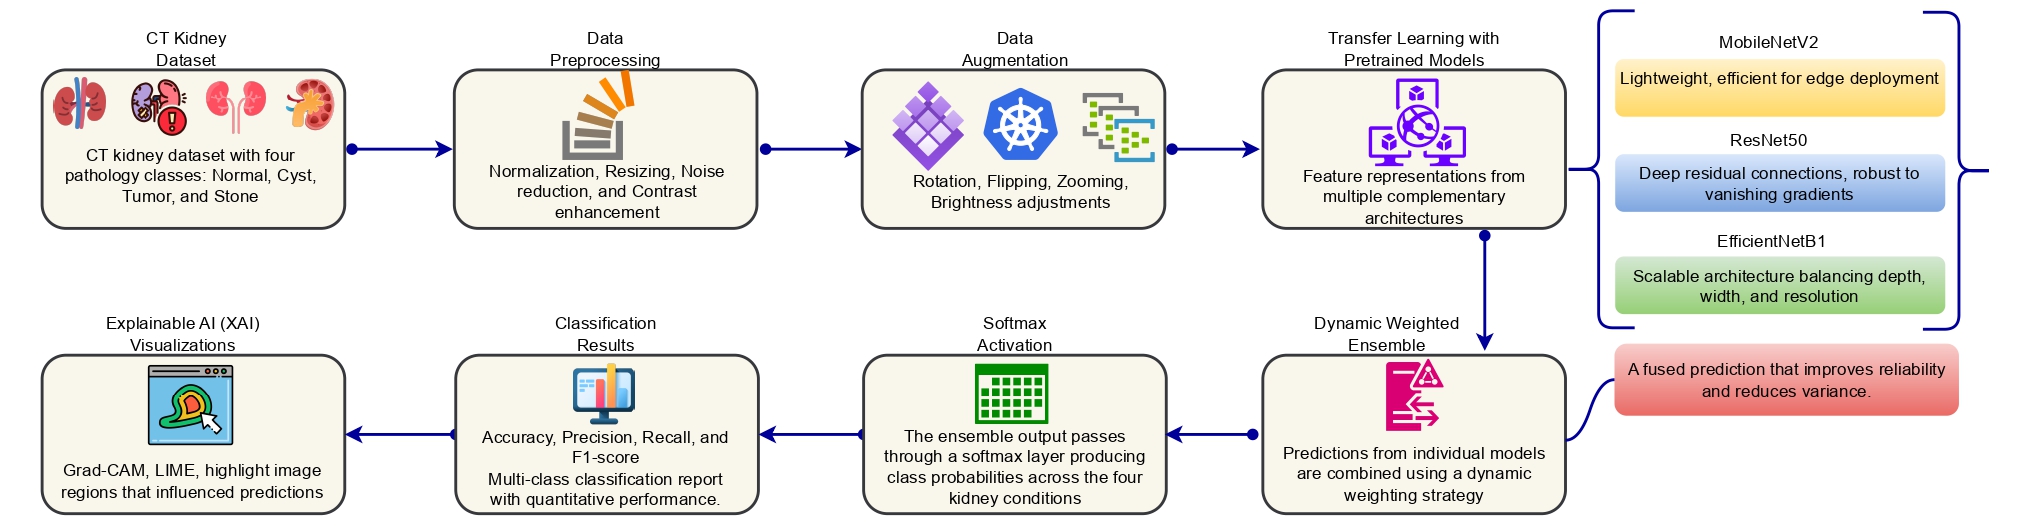 CT Kidney
Dataset
CT kidney dataset with four
pathology classes: Normal, Cyst,
Tumor, and Stone
Data
Preprocessing
Normalization, Resizing, Noise
reduction, and Contrast
enhancement
Data
Augmentation
Rotation, Flipping, Zooming,
Brightness adjustments
Transfer Learning with
Pretrained Models
Feature representations from
multiple complementary
architectures
MobileNetV2
Lightweight, efficient for edge deployment
ResNet50
Deep residual connections, robust to
vanishing gradients
EfficientNetB1
Scalable architecture balancing depth,
width, and resolution
Explainable AI (XAI)
Visualizations
Grad-CAM, LIME, highlight image
regions that influenced predictions
Classification
Results
Accuracy, Precision, Recall, and
F1-score
Multi-class classification report
with quantitative performance.
Softmax
Activation
The ensemble output passes
through a softmax layer producing
class probabilities across the four
kidney conditions
Dynamic Weighted
Ensemble
Predictions from individual models
are combined using a dynamic
weighting strategy
A fused prediction that improves reliability
and reduces variance.